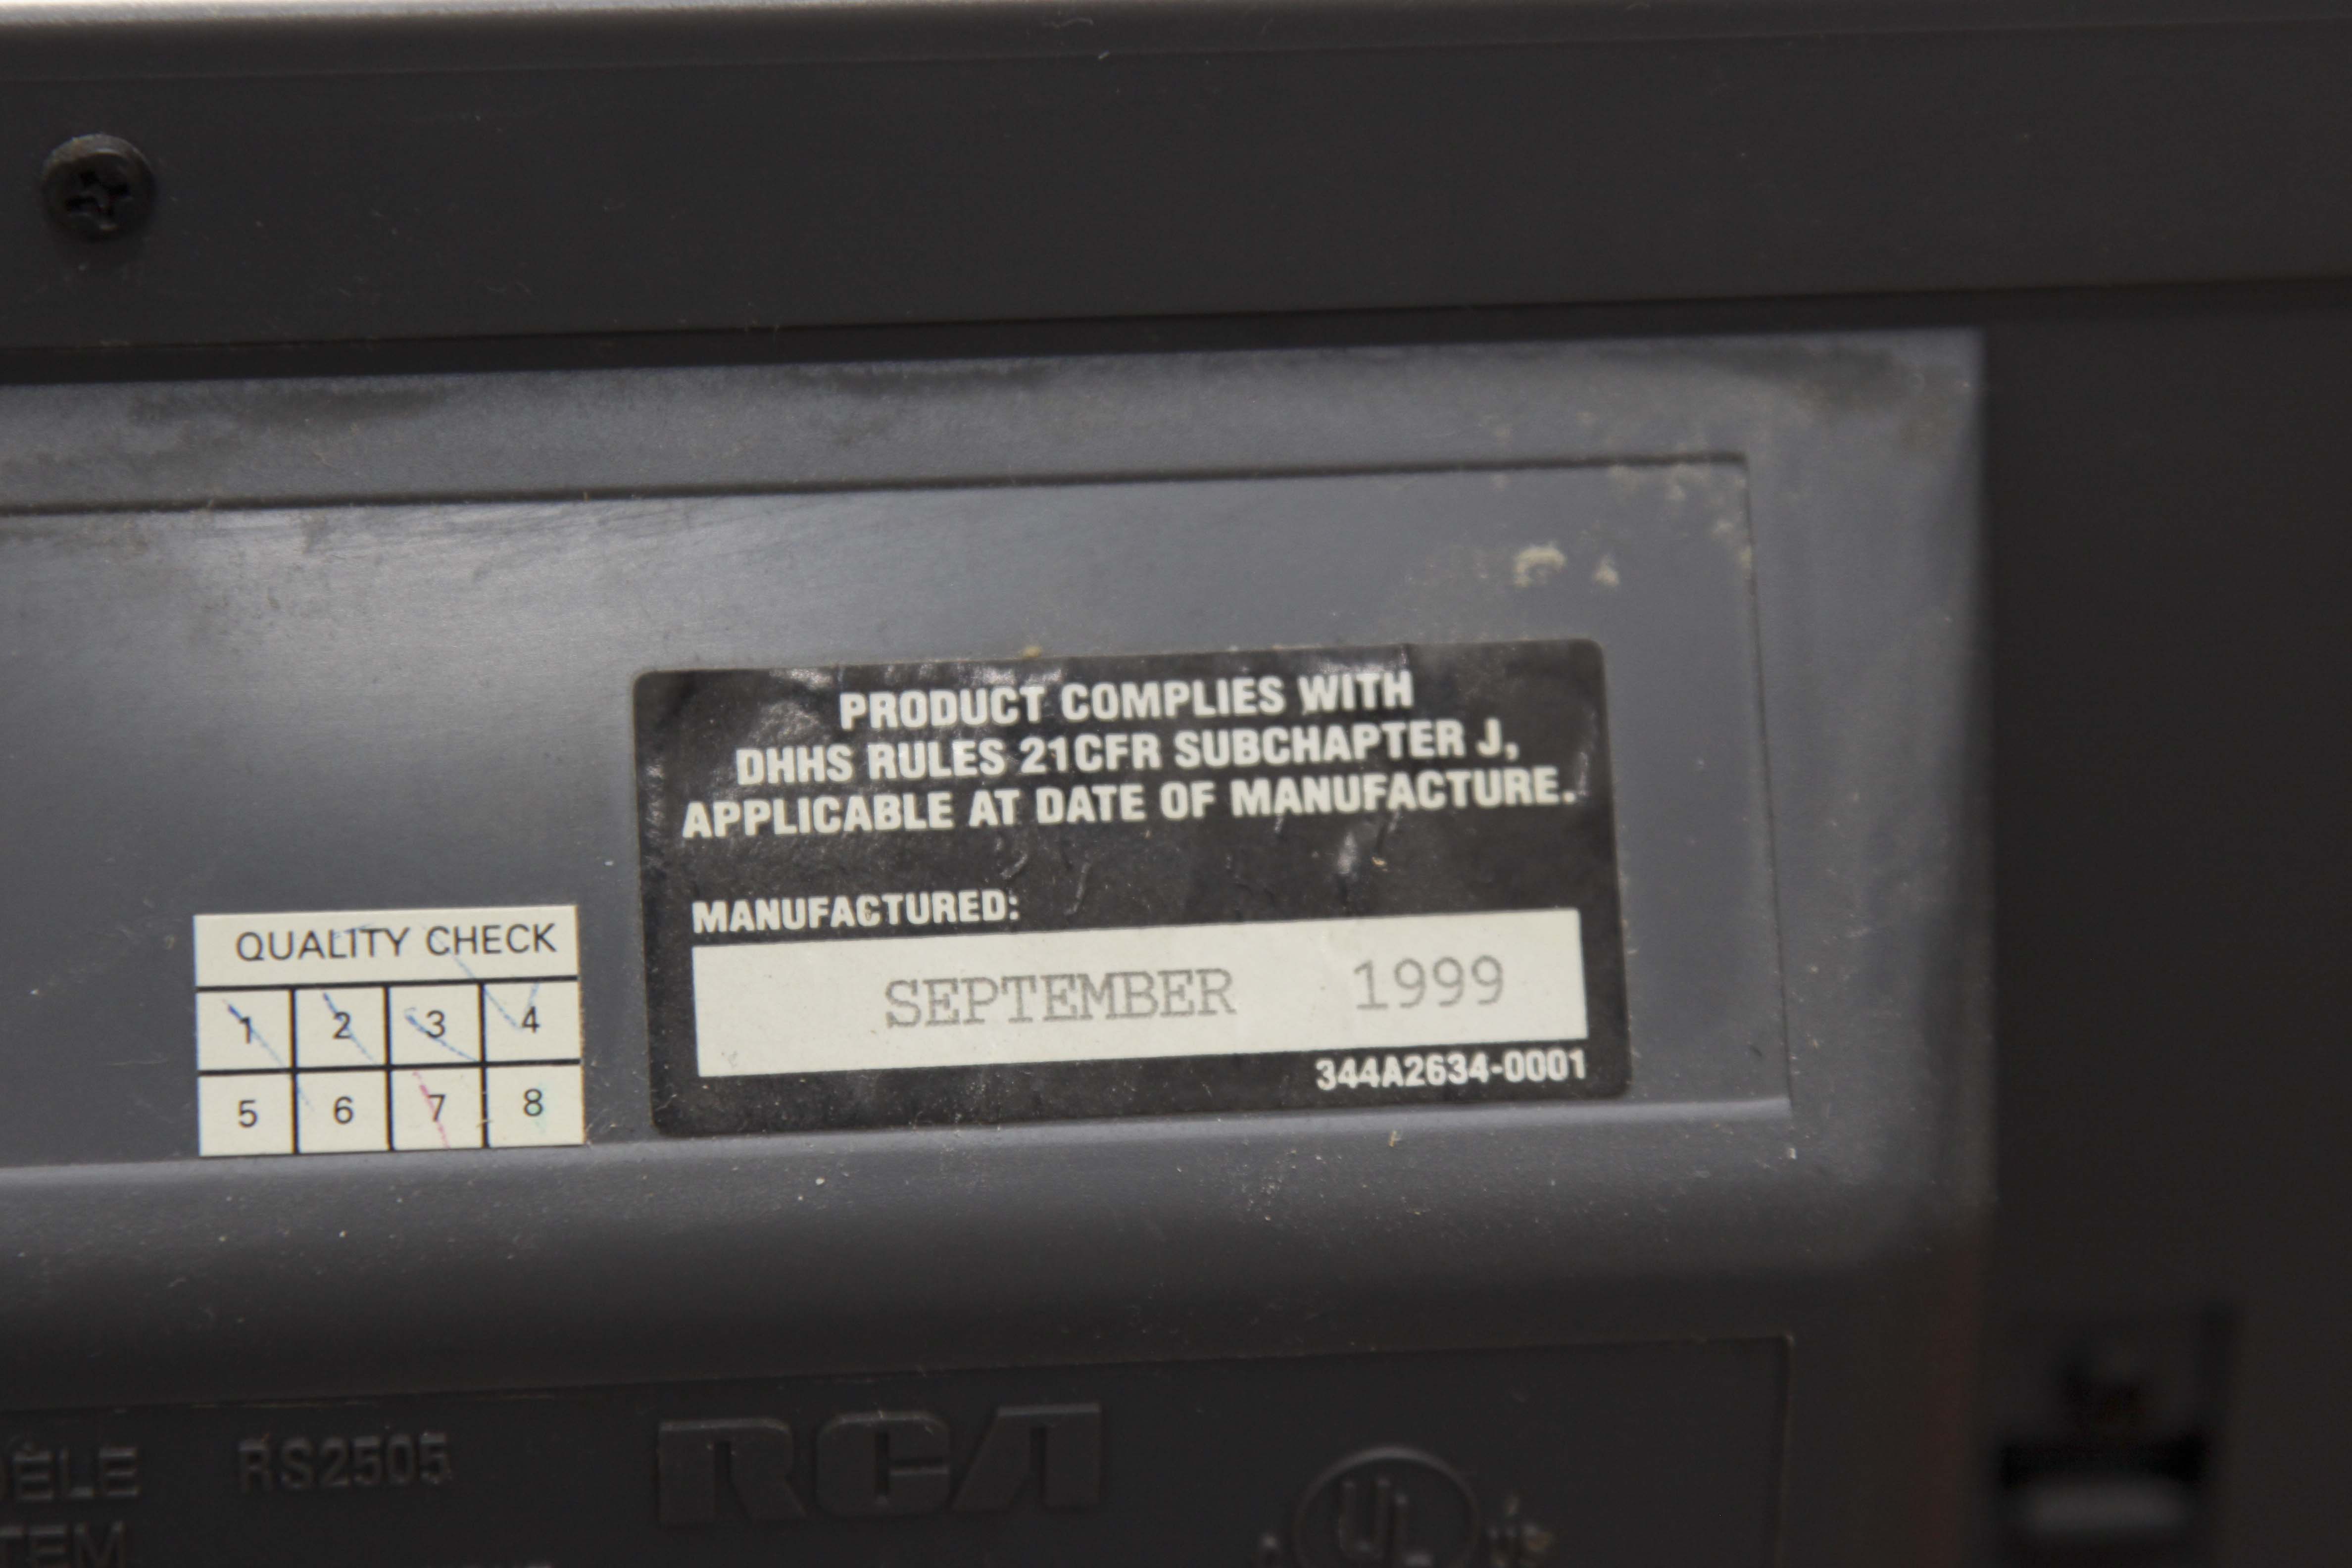 PRODUCT COMPLIES WITH
DHHS RULES 21CFR SUBCHAPTER J,
APPLICABLE AT DATE OF MANUFACTURE.
MANUFACTURED:
SEPTEMBER 1999
344A2634-0001
QUALITY CHECK
1 2 3 4
5 6 7 8
RS2505
RCA
UL